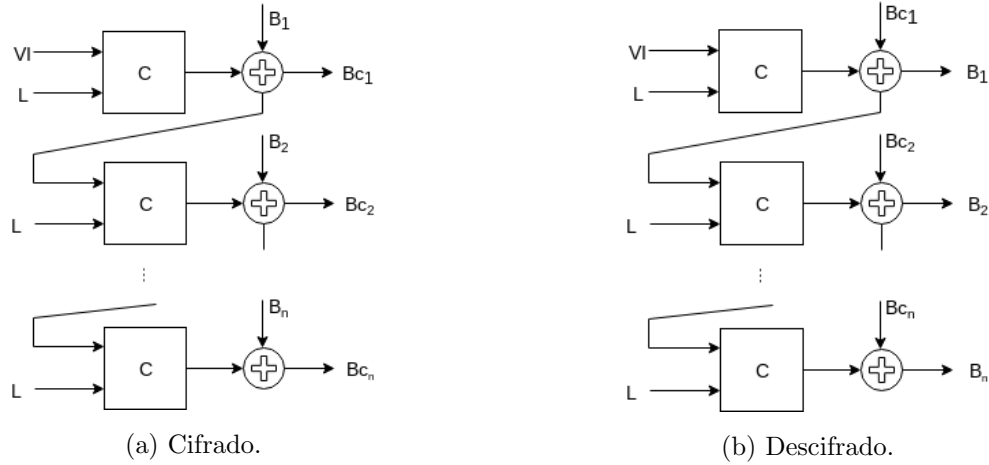 B1 Bc1
VI VI
C Bc1 C B1
L L
B2 Bc2
C Bc2 C B2
L L
⋮ ⋮
Bn Bcn
C Bcn C Bn
L L
(a) Cifrado. (b) Descifrado.